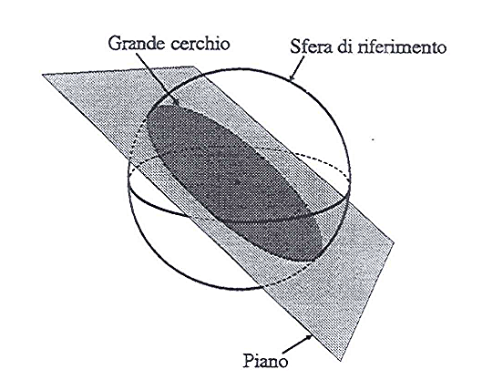 Grande cerchio
Sfera di riferimento
Piano